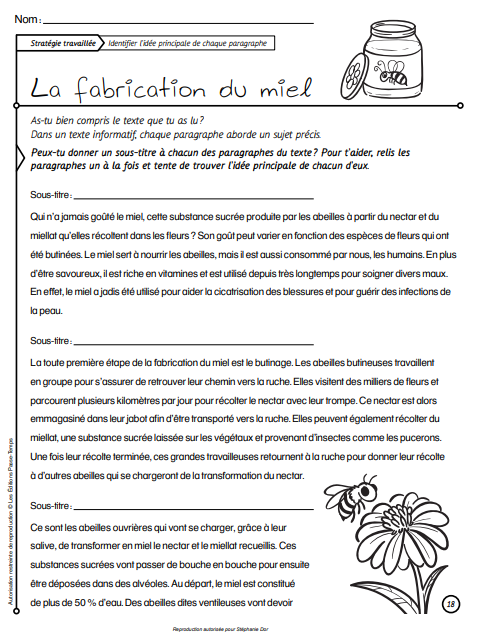 Nom :
Stratégie travaillée Identifier l'idée principale de chaque paragraphe
La fabrication du miel
As-tu bien compris le texte que tu as lu ?
Dans un texte informatif, chaque paragraphe aborde un sujet précis.
Peux-tu donner un sous-titre à chacun des paragraphes du texte ? Pour t'aider, relis les
paragraphes un à la fois et tente de trouver l'idée principale de chacun d'eux.
Sous-titre :
Qui n'a jamais goûté le miel, cette substance sucrée produite par les abeilles à partir du nectar et du
miellat qu'elles récoltent dans les fleurs ? Son goût peut varier en fonction des espèces de fleurs qui ont
été butinées. Le miel sert à nourrir les abeilles, mais il est aussi consommé par nous, les humains. En plus
d'être savoureux, il est riche en vitamines et est utilisé depuis très longtemps pour soigner divers maux.
En effet, le miel a jadis été utilisé pour aider la cicatrisation des blessures et pour guérir des infections de
la peau.
Sous-titre :
La toute première étape de la fabrication du miel est le butinage. Les abeilles butineuses travaillent
en groupe pour s'assurer de retrouver leur chemin vers la ruche. Elles visitent des milliers de fleurs et
parcourent plusieurs kilomètres par jour pour récolter le nectar avec leur trompe. Ce nectar est alors
emmagasiné dans leur jabot afin d'être transporté vers la ruche. Elles peuvent également récolter du
miellat, une substance sucrée laissée sur les végétaux et provenant d'insectes comme les pucerons.
Une fois leur récolte terminée, ces grandes travailleuses retournent à la ruche pour donner leur récolte
à d'autres abeilles qui se chargeront de la transformation du nectar.
Sous-titre :
Ce sont les abeilles ouvrières qui vont se charger, grâce à leur
salive, de transformer en miel le nectar et le miellat recueillis. Ces
substances sucrées vont passer de bouche en bouche pour ensuite
être déposées dans des alvéoles. Au départ, le miel est constitué
de plus de 50 % d'eau. Des abeilles dites ventileuses vont devoir
18
Autorisation restreinte de reproduction © Les Éditions Passe-Temps
Reproduction autorisée pour Stéphanie Dar